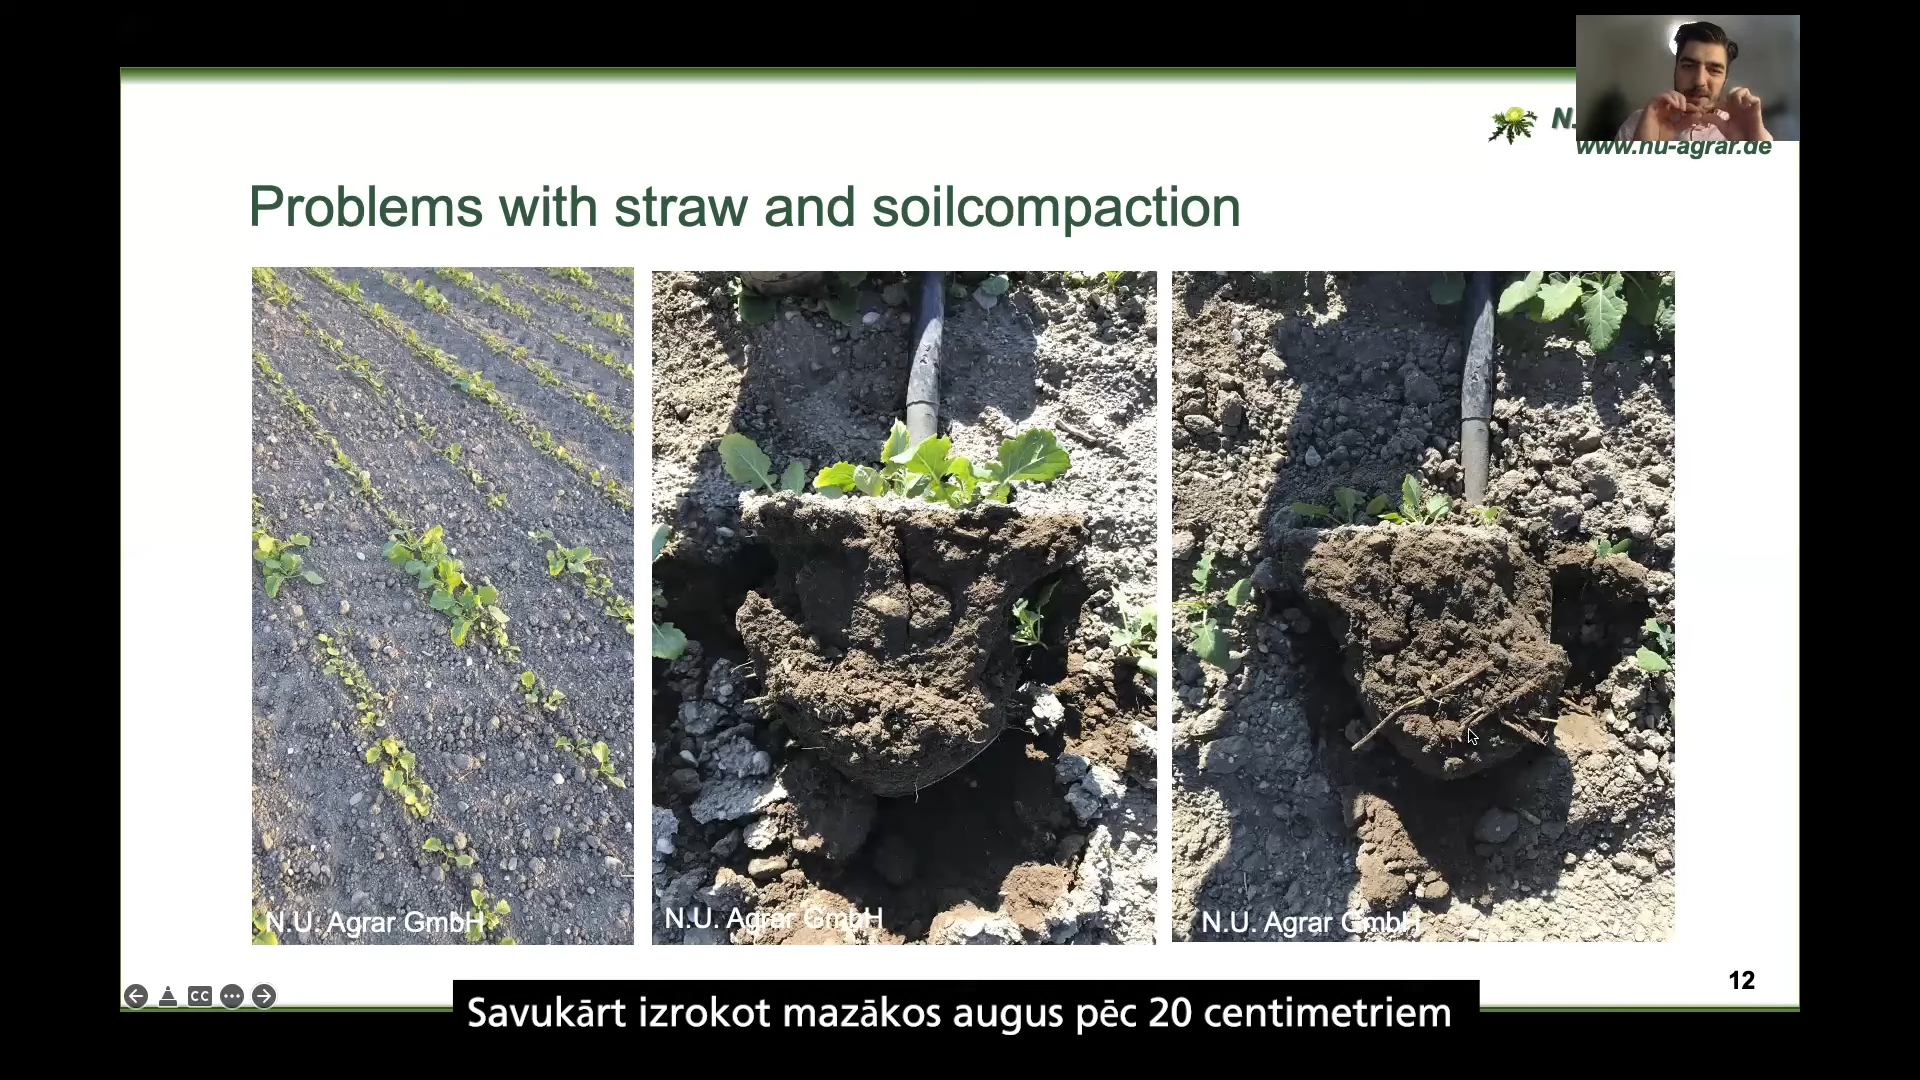 N.
www.nu-agrar.de
Problems with straw and soilcompaction
N.U. Agrar GmbH
N.U. Agrar GmbH
N.U. Agrar GmbH
12
CC
Savukārt izrokot mazākos augus pēc 20 centimetriem